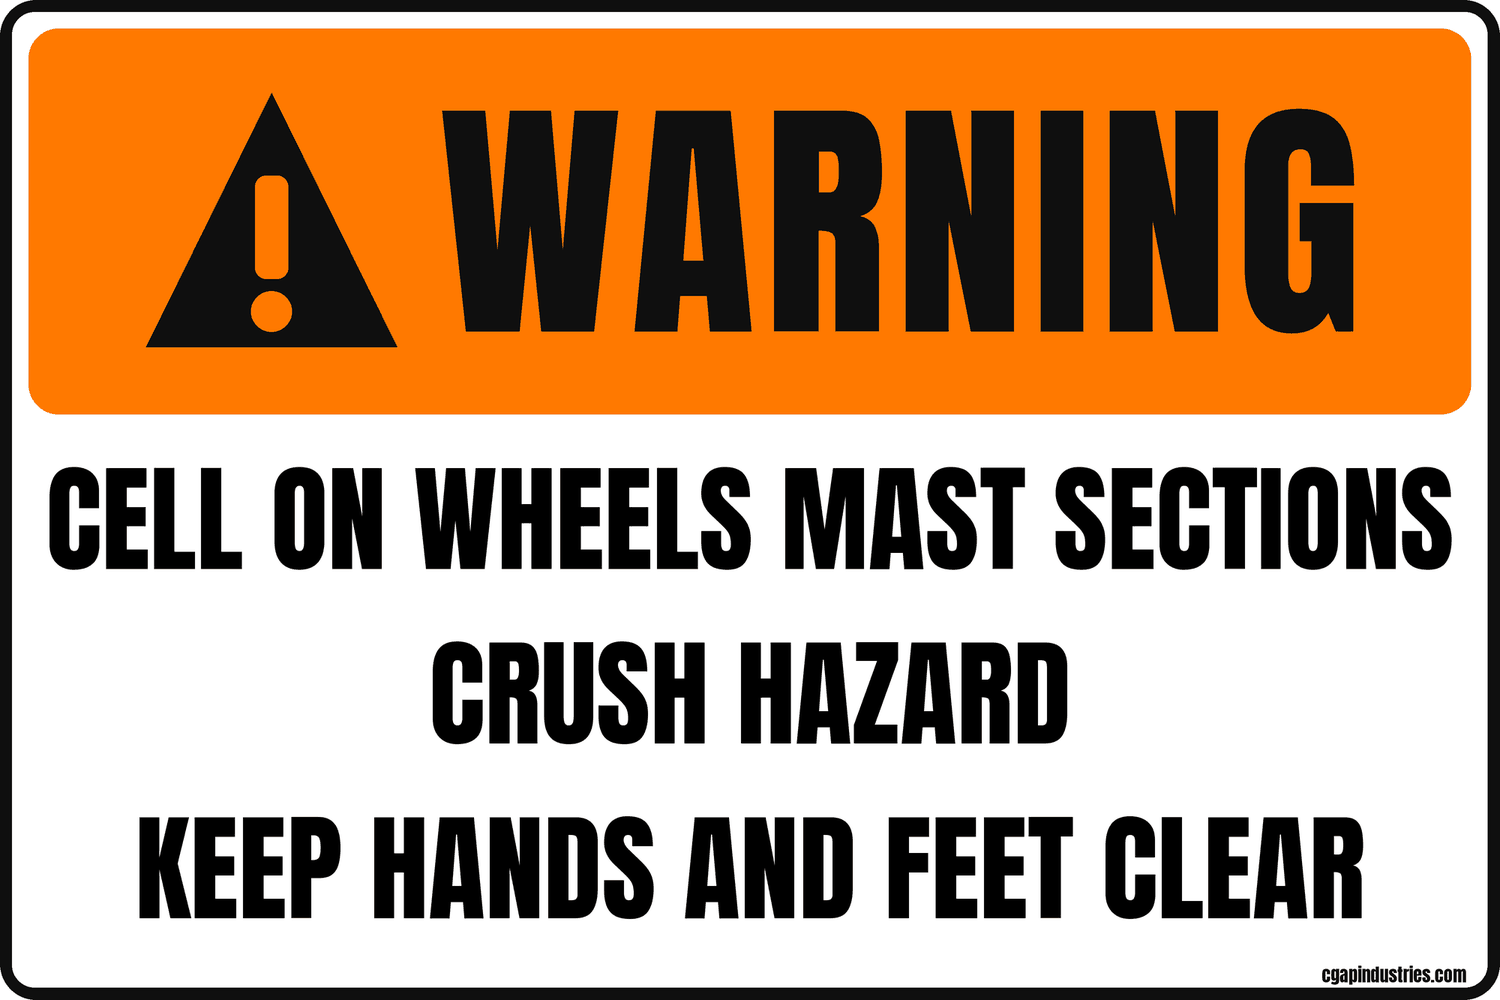 WARNING
CELL ON WHEELS MAST SECTIONS
CRUSH HAZARD
KEEP HANDS AND FEET CLEAR
cgapindustries.com